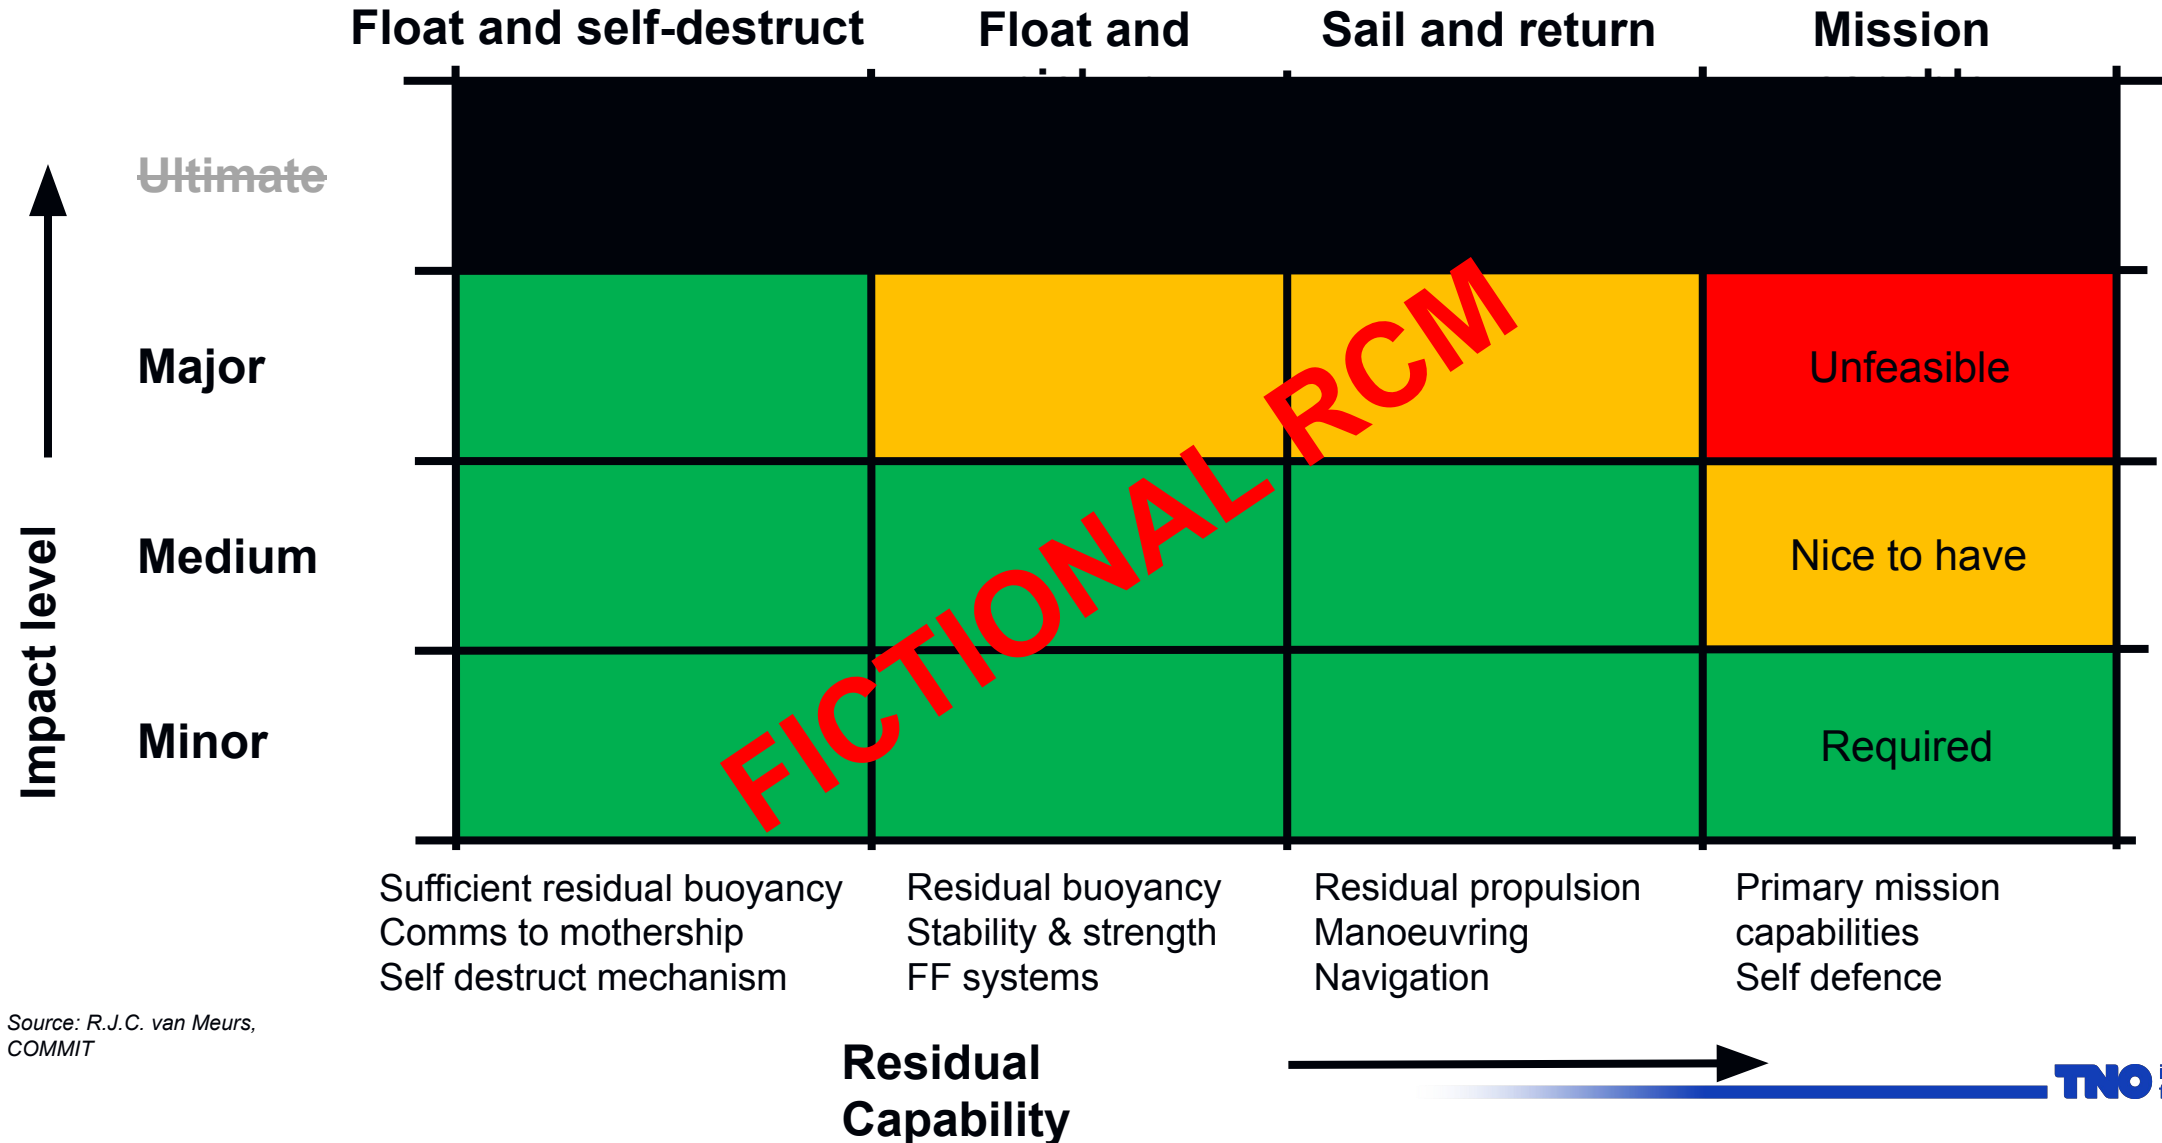 Float and self-destruct
Float and
Sail and return
Mission
Ultimate
Major
Unfeasible
Medium
Nice to have
Minor
Required
Impact level
FICTIONAL RCM
Sufficient residual buoyancy
Comms to mothership
Self destruct mechanism
Residual buoyancy
Stability & strength
FF systems
Residual propulsion
Manoeuvring
Navigation
Primary mission
capabilities
Self defence
Source: R.J.C. van Meurs,
COMMIT
Residual
Capability
TNO